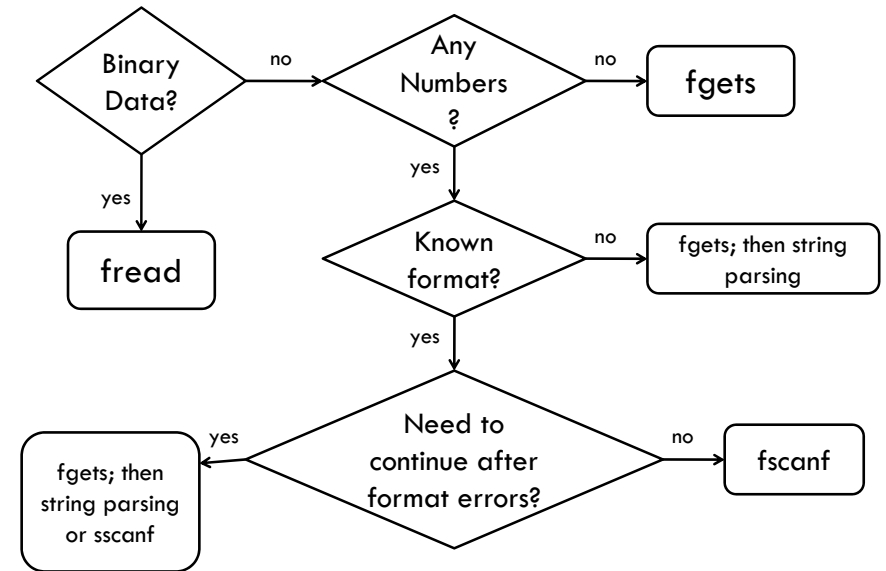 Binary
Data?
no
Any
Numbers
?
no
fgets
yes
fread
yes
Known
format?
no
fgets; then string
parsing
yes
Need to
continue after
format errors?
yes
fgets; then
string parsing
or sscanf
no
fscanf